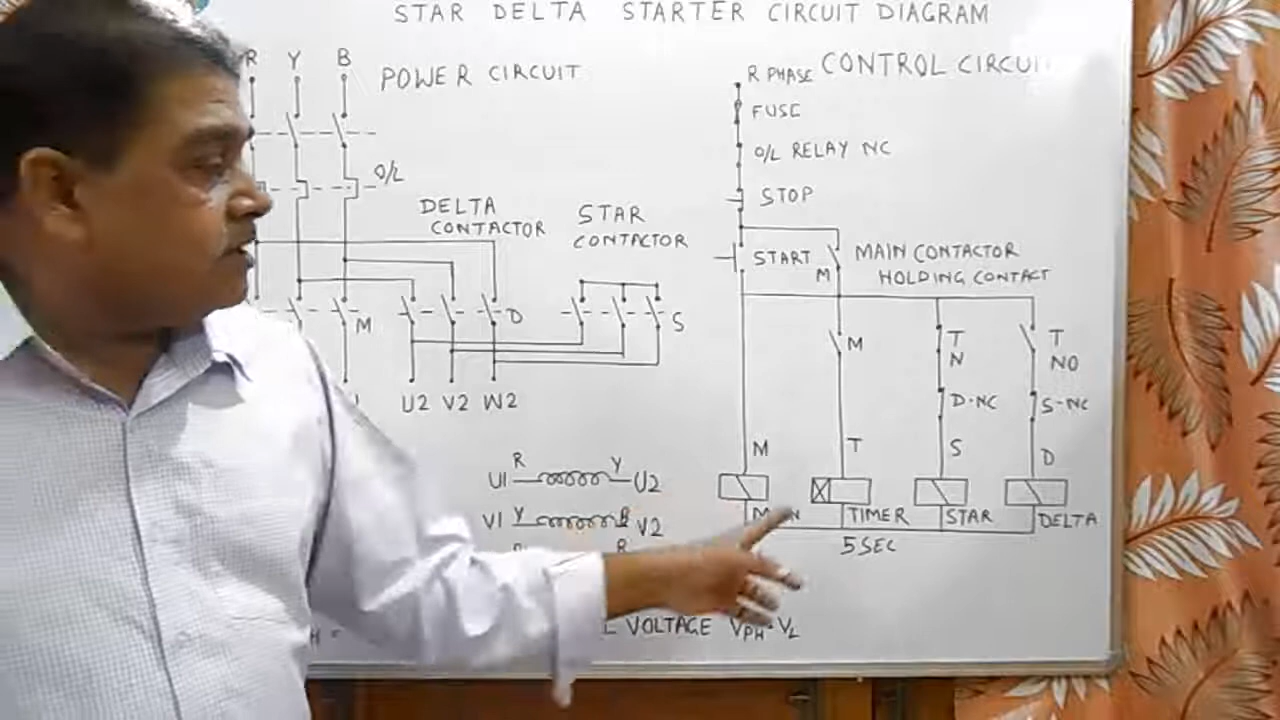 STAR DELTA STARTER CIRCUIT DIAGRAM
R Y B
POWER CIRCUIT
O/L
DELTA
CONTACTOR
STAR
CONTACTOR
M
D
S
U2 V2 W2
R Y
U1 U2
Y B
V1 V2
R
VOLTAGE VPH=VL
CONTROL CIRCUI
R PHASE
FUSE
O/L RELAY NC
STOP
START
M
MAIN CONTACTOR
HOLDING CONTACT
M
T
N
T
NO
D-NC
S-NC
M
T
S
D
TIMER
STAR
DELTA
5 SEC